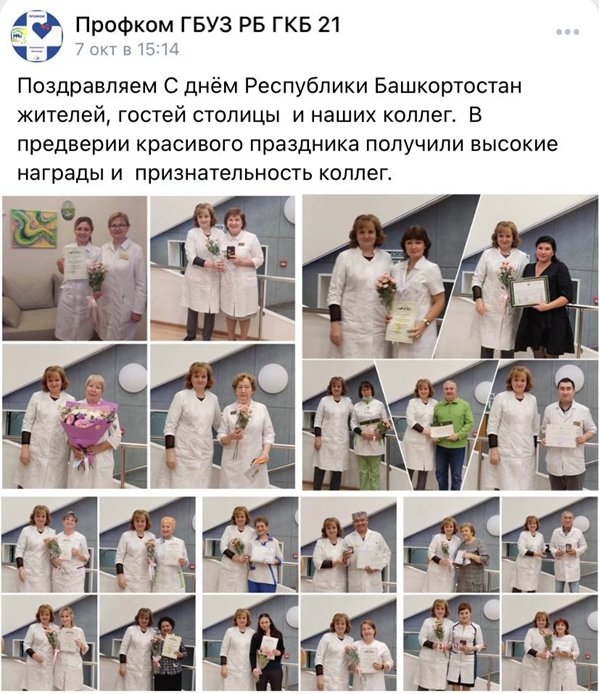 Профком ГБУЗ РБ ГКБ 21
7 окт в 15:14
Поздравляем С днём Республики Башкортостан
жителей, гостей столицы и наших коллег. В
предверии красивого праздника получили высокие
награды и признательность коллег.